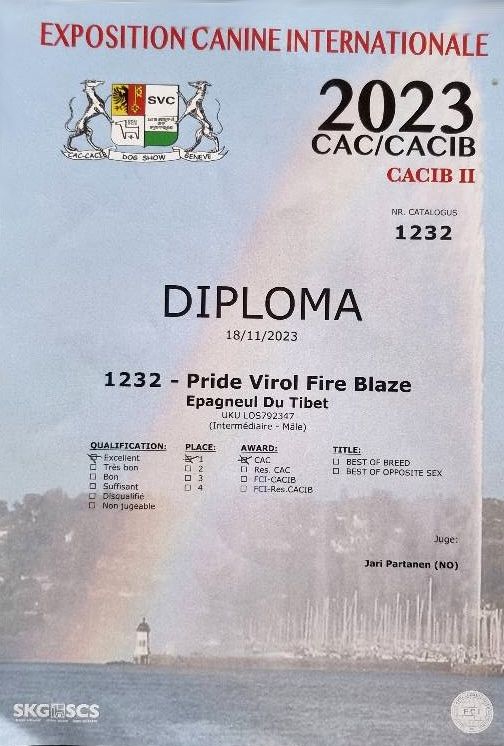 EXPOSITION CANINE INTERNATIONALE
SVC
CAC-CACIB DOG SHOW GENÈVE
2023
CAC/CACIB
CACIB II
NR. CATALOGUS
1232
DIPLOMA
18/11/2023
1232 - Pride Virol Fire Blaze
Epagneul Du Tibet
UKU LOS792347
(Intermédiaire - Mâle)
QUALIFICATION: PLACE: AWARD: TITLE:
Excellent 1 CAC BEST OF BREED
Très bon 2 Res. CAC BEST OF OPPOSITE SEX
Bon 3 FCI-CACIB
Suffisant 4 FCI-Res.CACIB
Disqualifié
Non jugeable
Juge:
Jari Partanen (NO)
SKG SCS
FCI